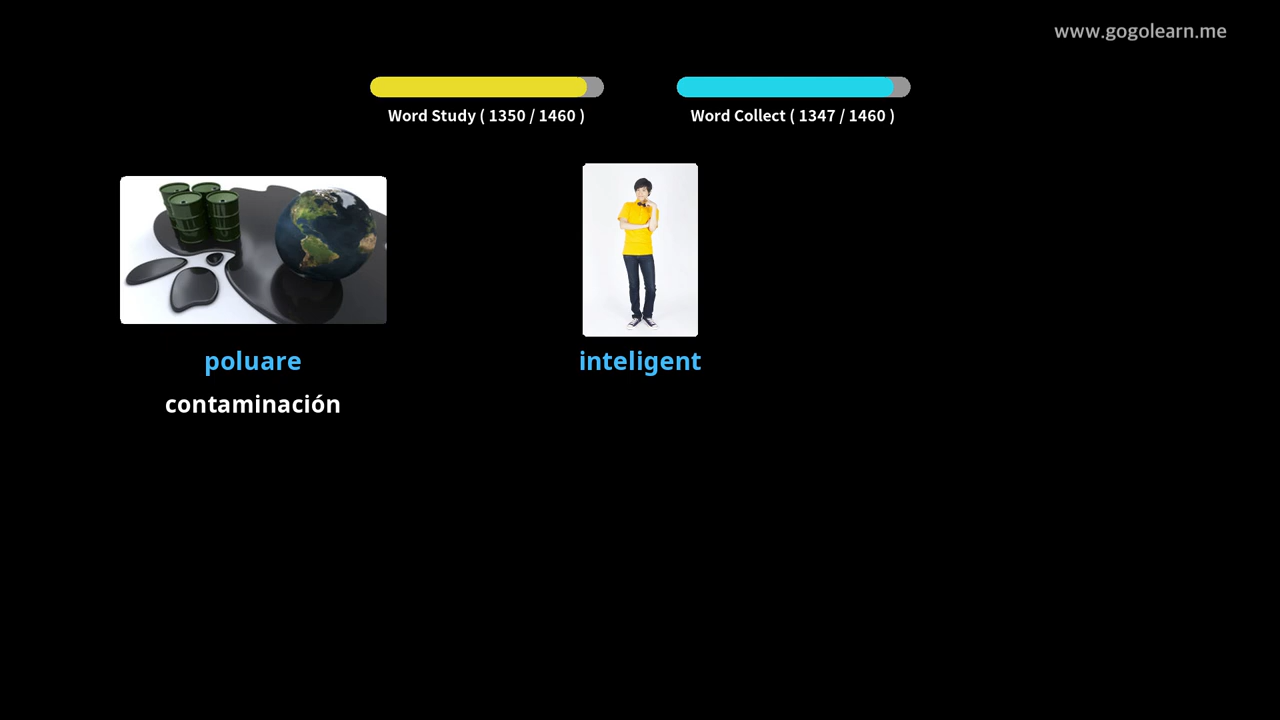 www.gogolearn.me
Word Study ( 1350 / 1460 )
Word Collect ( 1347 / 1460 )
poluare
inteligent
contaminación